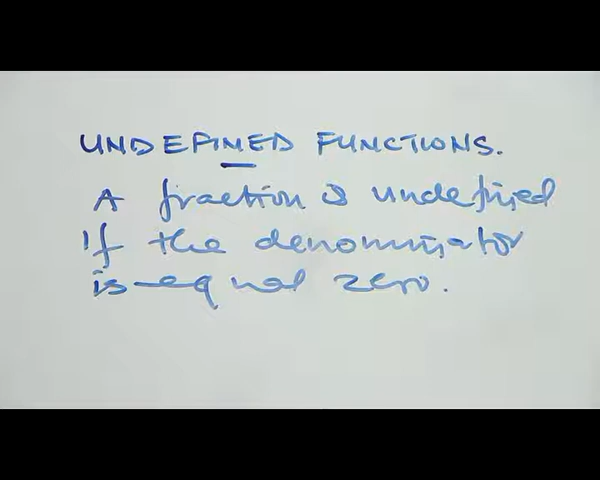 UNDEFINED FUNCTIONS.
A fraction is undefined
if the denominator
is equal zero.